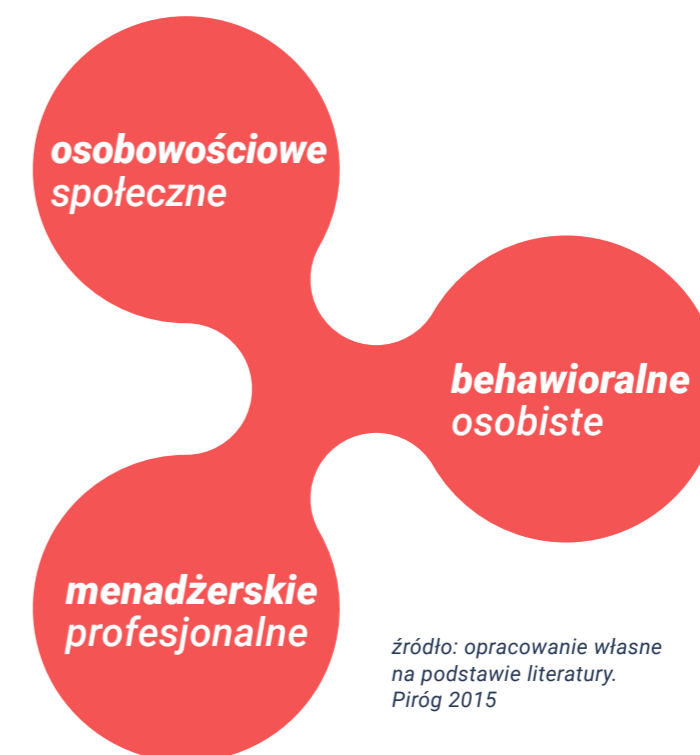 osobowościowe
społeczne
behawioralne
osobiste
menadżerskie
profesjonalne
źródło: opracowanie własne
na podstawie literatury.
Piróg 2015